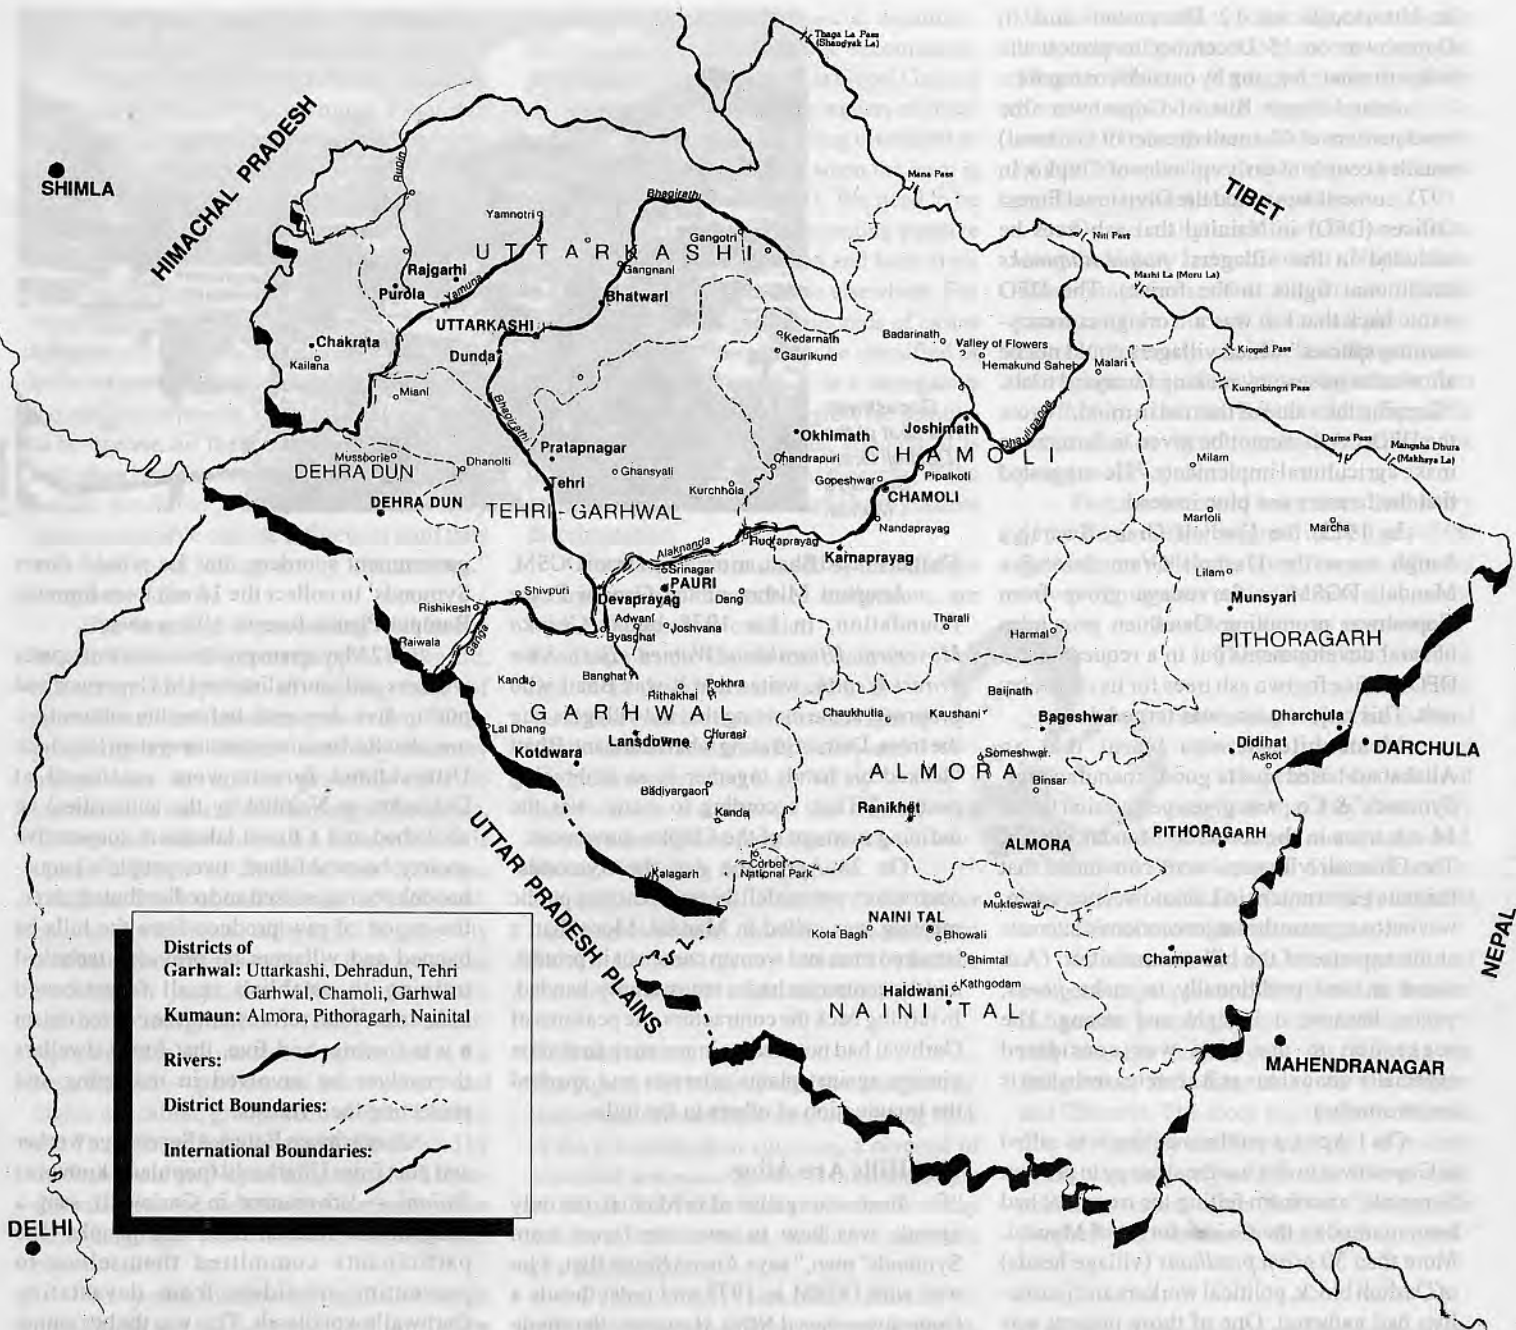 Thaga La Pass
(Shangyak La)
HIMACHAL PRADESH
SHIMLA
Rupin
Mana Pass
TIBET
Bhagirathi
Yamnotri
Gangotri
UTTARKASHI
Niti Pass
Gangnani
Rajgarhi
Marhi La (Moru La)
Purola
Yamuna
Bhatwari
UTTARKASHI
Chakrata
Kedarnath
Badarinath
Valley of Flowers
Kiogad Pass
Dunda
Gaurikund
Hemakund Saheb
Kailana
Malari
Kungribingri Pass
Miani
Bhagirathi
Okhimath
Joshimath
Dhauliganga
Darma Pass
Mangsha Dhura
(Makhaya La)
Pratapnagar
CHAMOLI
Mussborie
DEHRA DUN
Dhanolti
Ghansyali
Chandrapuri
Pipalkoti
Milam
Gopeshwar
Tehri
Kurchhola
CHAMOLI
DEHRA DUN
TEHRI-GARHWAL
Nandaprayag
Martoli
Marcha
Rudraprayag
Alaknanda
Karnaprayag
Srinagar
PAURI
Lilam
Shivpuri
Devaprayag
Dang
Munsyari
Rishikesh
Adwani
Tharali
Raiwala
Ganga
Byasghat
Joshvana
Harmal
PITHORAGARH
Banghat
Pokhra
Kandi
Rithakhal
Baijnath
GARHWAL
Chaukhulia
Kaushani
Bageshwar
Dharchula
Lal Dhang
Lansdowne
Didihat
DARCHULA
Kotdwara
Someshwar.
Askot
ALMORA
Binsar
Badiyargaon
Ranikhet
Kanda
PITHORAGARH
ALMORA
Corbet
National Park
Kalagarh
UTTAR PRADESH PLAINS
Mukteswar
NAINI TAL
Kota Bagh
Bhowali
Champawat
NEPAL
Bhimtal
Kathgodam
Haldwani
NAINI TAL
MAHENDRANAGAR
Districts of
Garhwal: Uttarkashi, Dehradun, Tehri
Garhwal, Chamoli, Garhwal
Kumaun: Almora, Pithoragarh, Nainital
Rivers:
District Boundaries:
International Boundaries:
DELHI